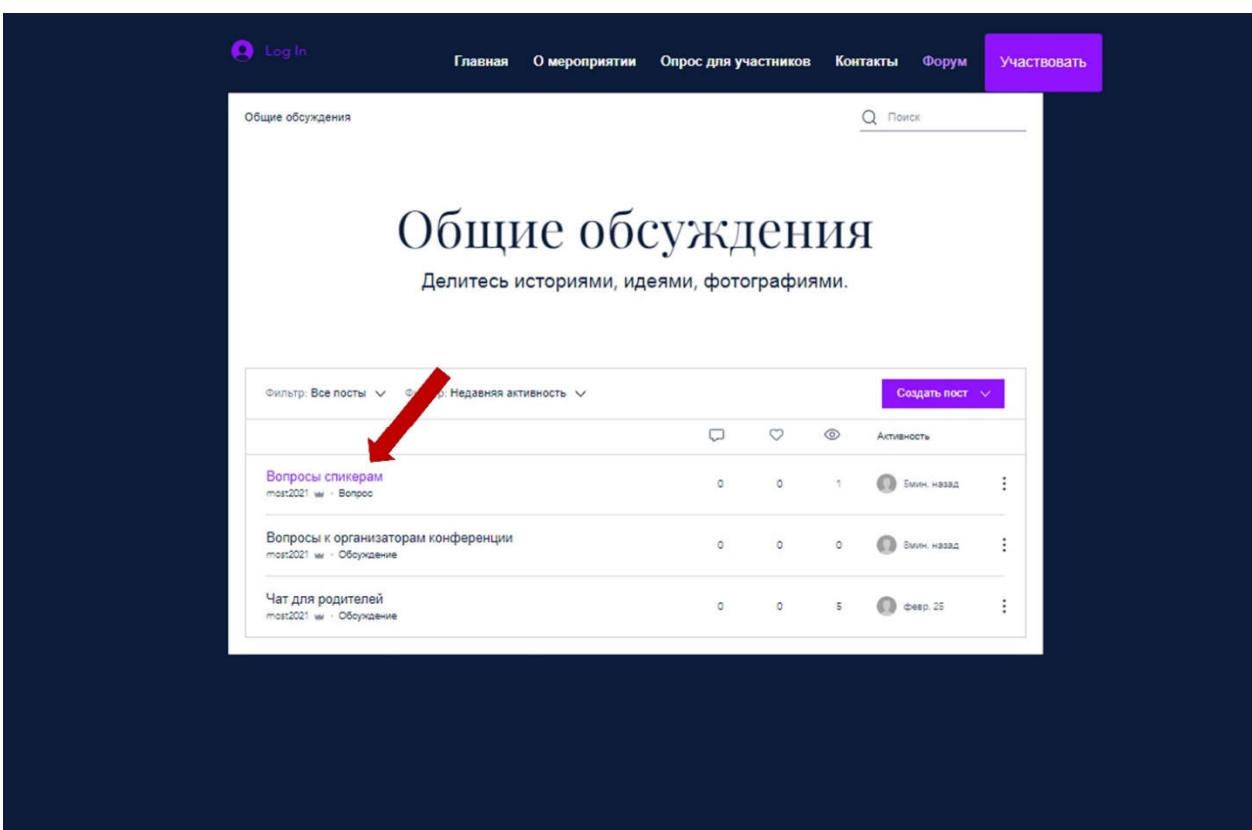 Log In
Главная О мероприятии Опрос для участников Контакты Форум Участвовать
Общие обсуждения
Поиск
Общие обсуждения
Делитесь историями, идеями, фотографиями.
Фильтр: Все посты Недавняя активность Создать пост
Активность
Вопросы спикерам
0 0 1 5мин. назад
most2021 · Вопрос
Вопросы к организаторам конференции
0 0 0 8мин. назад
most2021 · Обсуждение
Чат для родителей
0 0 5 февр. 25
most2021 · Обсуждение